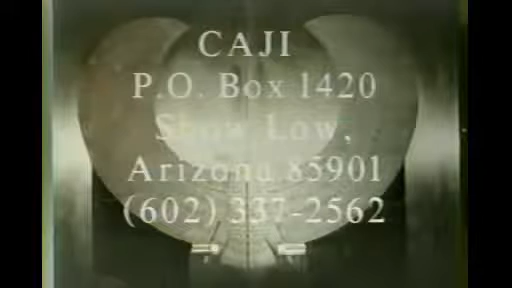 CAJI
P.O. Box 1420
Show Low,
Arizona 85901
(602) 337-2562